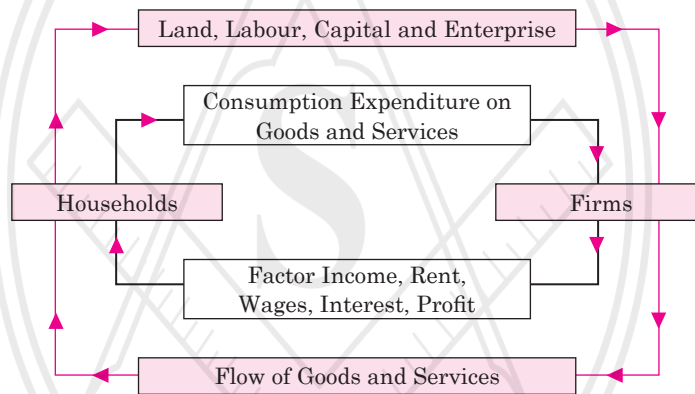 Land, Labour, Capital and Enterprise
Consumption Expenditure on
Goods and Services
Households
Firms
Factor Income, Rent,
Wages, Interest, Profit
Flow of Goods and Services
S